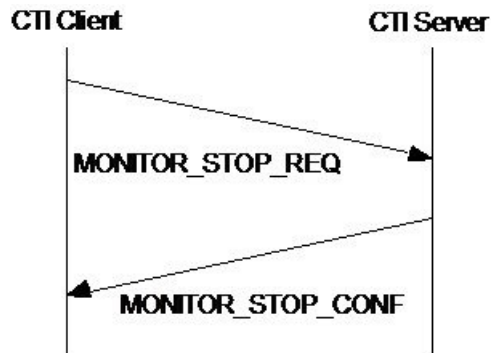 CTI Client
CTI Server
MONITOR_STOP_REQ
MONITOR_STOP_CONF